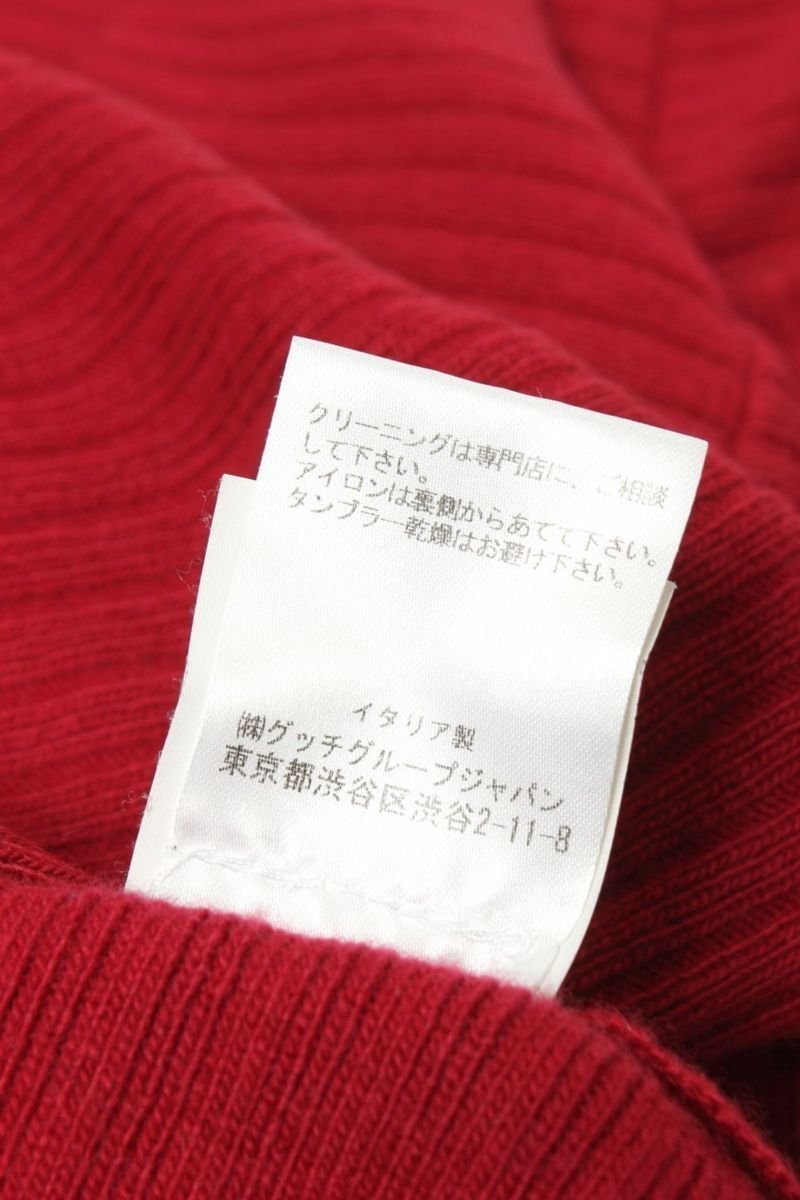 クリーニングは専門店に、ご相談
して下さい。
アイロンは裏側からあてて下さい。
タンブラー乾燥はお避け下さい。
イタリア製
㈱グッチグループジャパン
東京都渋谷区渋谷2-11-8